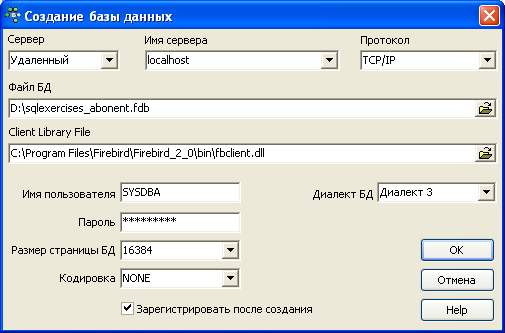 Создание базы данных
Сервер Имя сервера Протокол
Удаленный localhost TCP/IP
Файл БД
D:\sqlexercises_abonent.fdb
Client Library File
C:\Program Files\Firebird\Firebird_2_0\bin\fbclient.dll
Имя пользователя SYSDBA Диалект БД Диалект 3
Пароль *********
Размер страницы БД 16384 OK
Кодировка NONE Отмена
Зарегистрировать после создания Help